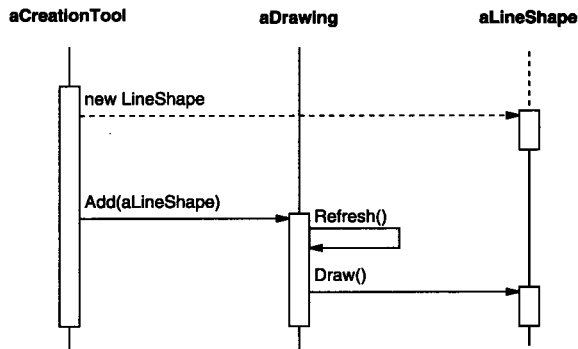 aCreationTool
aDrawing
aLineShape
new LineShape
Add(aLineShape)
Refresh()
Draw()